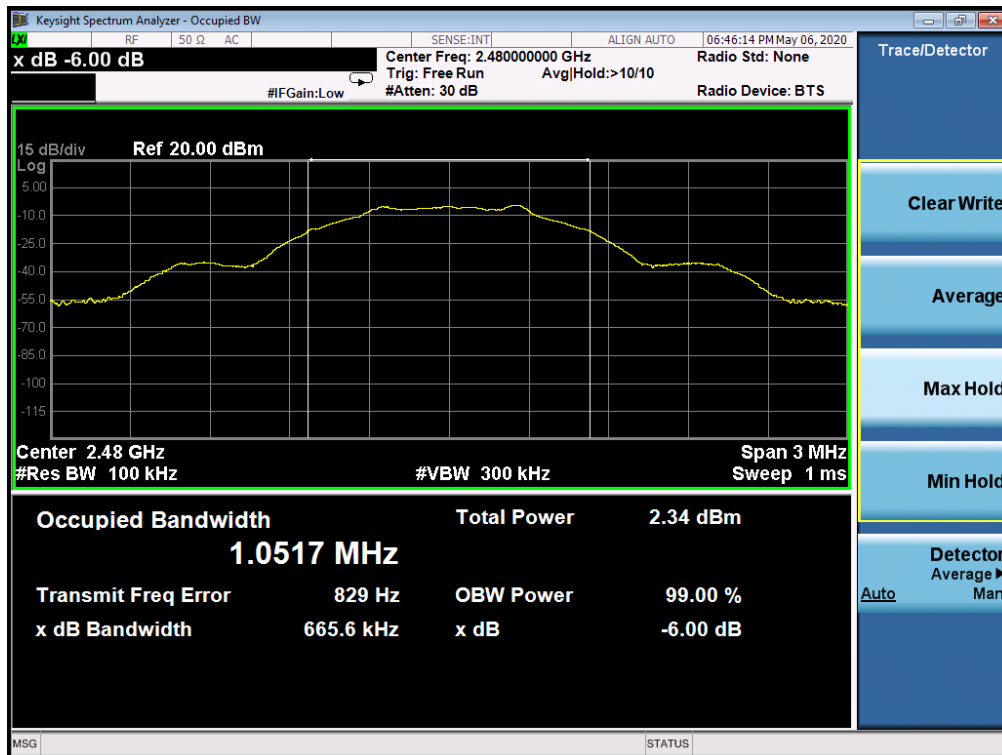 Keysight Spectrum Analyzer - Occupied BW
LXI RF 50 Ω AC SENSE:INT ALIGN AUTO 06:46:14 PM May 06, 2020
x dB -6.00 dB
Center Freq: 2.480000000 GHz Radio Std: None
Trig: Free Run Avg|Hold:>10/10
#IFGain:Low #Atten: 30 dB Radio Device: BTS
15 dB/div Ref 20.00 dBm
Log
5.00
-10.0
-25.0
-40.0
-55.0
-70.0
-85.0
-100
-115
Center 2.48 GHz Span 3 MHz
#Res BW 100 kHz #VBW 300 kHz Sweep 1 ms
Occupied Bandwidth Total Power 2.34 dBm
1.0517 MHz
Transmit Freq Error 829 Hz OBW Power 99.00 %
x dB Bandwidth 665.6 kHz x dB -6.00 dB
MSG STATUS
Trace/Detector
Clear Write
Average
Max Hold
Min Hold
Detector
Average
Auto Man